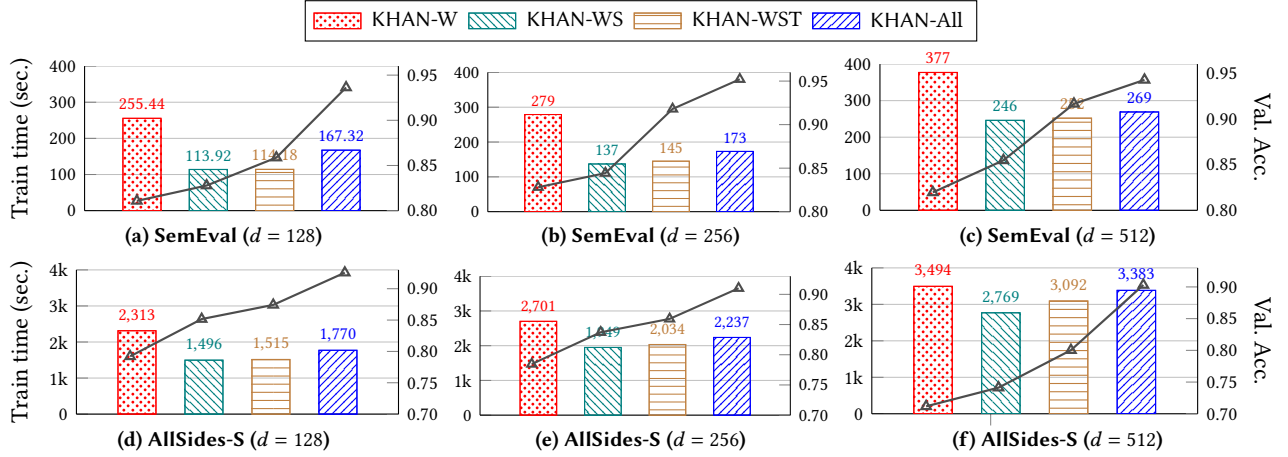 KHAN-W KHAN-WS KHAN-WST KHAN-All
Train time (sec.)
400
300
200
100
0
255.44
113.92
114.18
167.32
0.95
0.90
0.85
0.80
(a) SemEval (d = 128)
400
300
200
100
0
279
137
145
173
0.95
0.90
0.85
0.80
(b) SemEval (d = 256)
400
300
200
100
0
377
246
269
0.95
0.90
0.85
0.80
Val. Acc.
(c) SemEval (d = 512)
Train time (sec.)
4k
3k
2k
1k
0
2,313
1,496
1,515
1,770
0.90
0.85
0.80
0.75
0.70
(d) AllSides-S (d = 128)
4k
3k
2k
1k
0
2,701
2,034
2,237
0.90
0.85
0.80
0.75
0.70
(e) AllSides-S (d = 256)
4k
3k
2k
1k
0
3,494
2,769
3,092
3,383
0.90
0.85
0.80
0.75
0.70
Val. Acc.
(f) AllSides-S (d = 512)